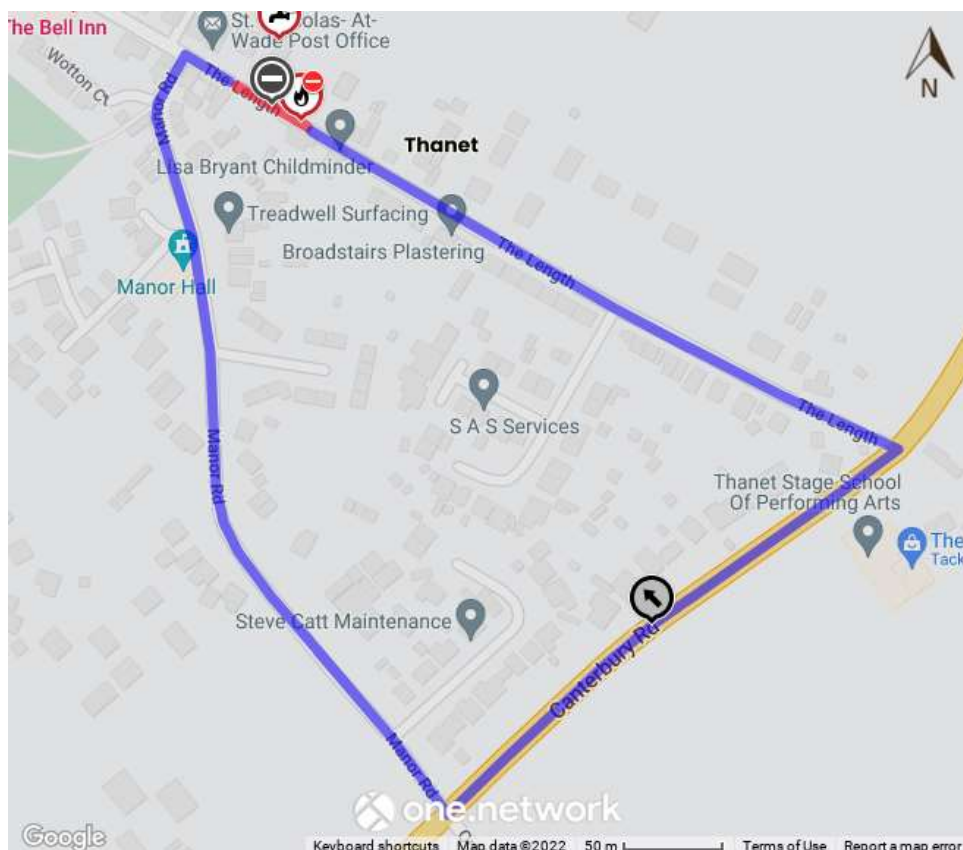 The Bell Inn
St. Nicholas- At-
Wade Post Office
N
Wotton Ct
The Length
Manor Rd
Thanet
Lisa Bryant Childminder
Treadwell Surfacing
Broadstairs Plastering
The Length
Manor Hall
S A S Services
The Length
Manor Rd
Thanet Stage School
Of Performing Arts
The
Tack
Steve Catt Maintenance
Canterbury Rd
Manor Rd
one.network
Google
Keyboard shortcuts Map data ©2022 50 m Terms of Use Report a map error